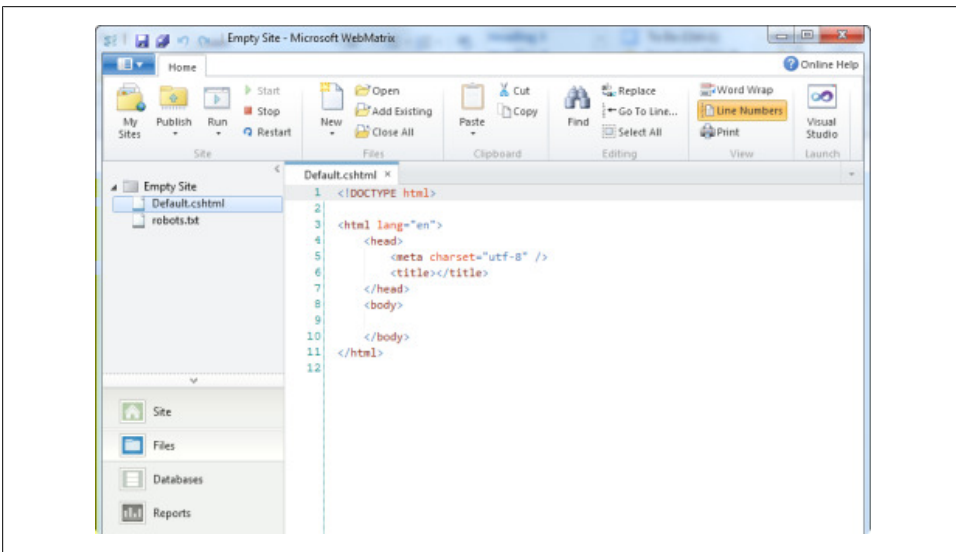 Empty Site - Microsoft WebMatrix
Home
Online Help
My Sites
Publish
Run
Start
Stop
Restart
Site
New
Open
Add Existing
Close All
Files
Paste
Cut
Copy
Clipboard
Find
Replace
Go To Line...
Select All
Editing
Word Wrap
Line Numbers
Print
View
Visual Studio
Launch
Empty Site
Default.cshtml
robots.txt
Default.cshtml ×
1 <!DOCTYPE html>
2
3 <html lang="en">
4     <head>
5         <meta charset="utf-8" />
6         <title></title>
7     </head>
8     <body>
9
10     </body>
11 </html>
12
Site
Files
Databases
Reports